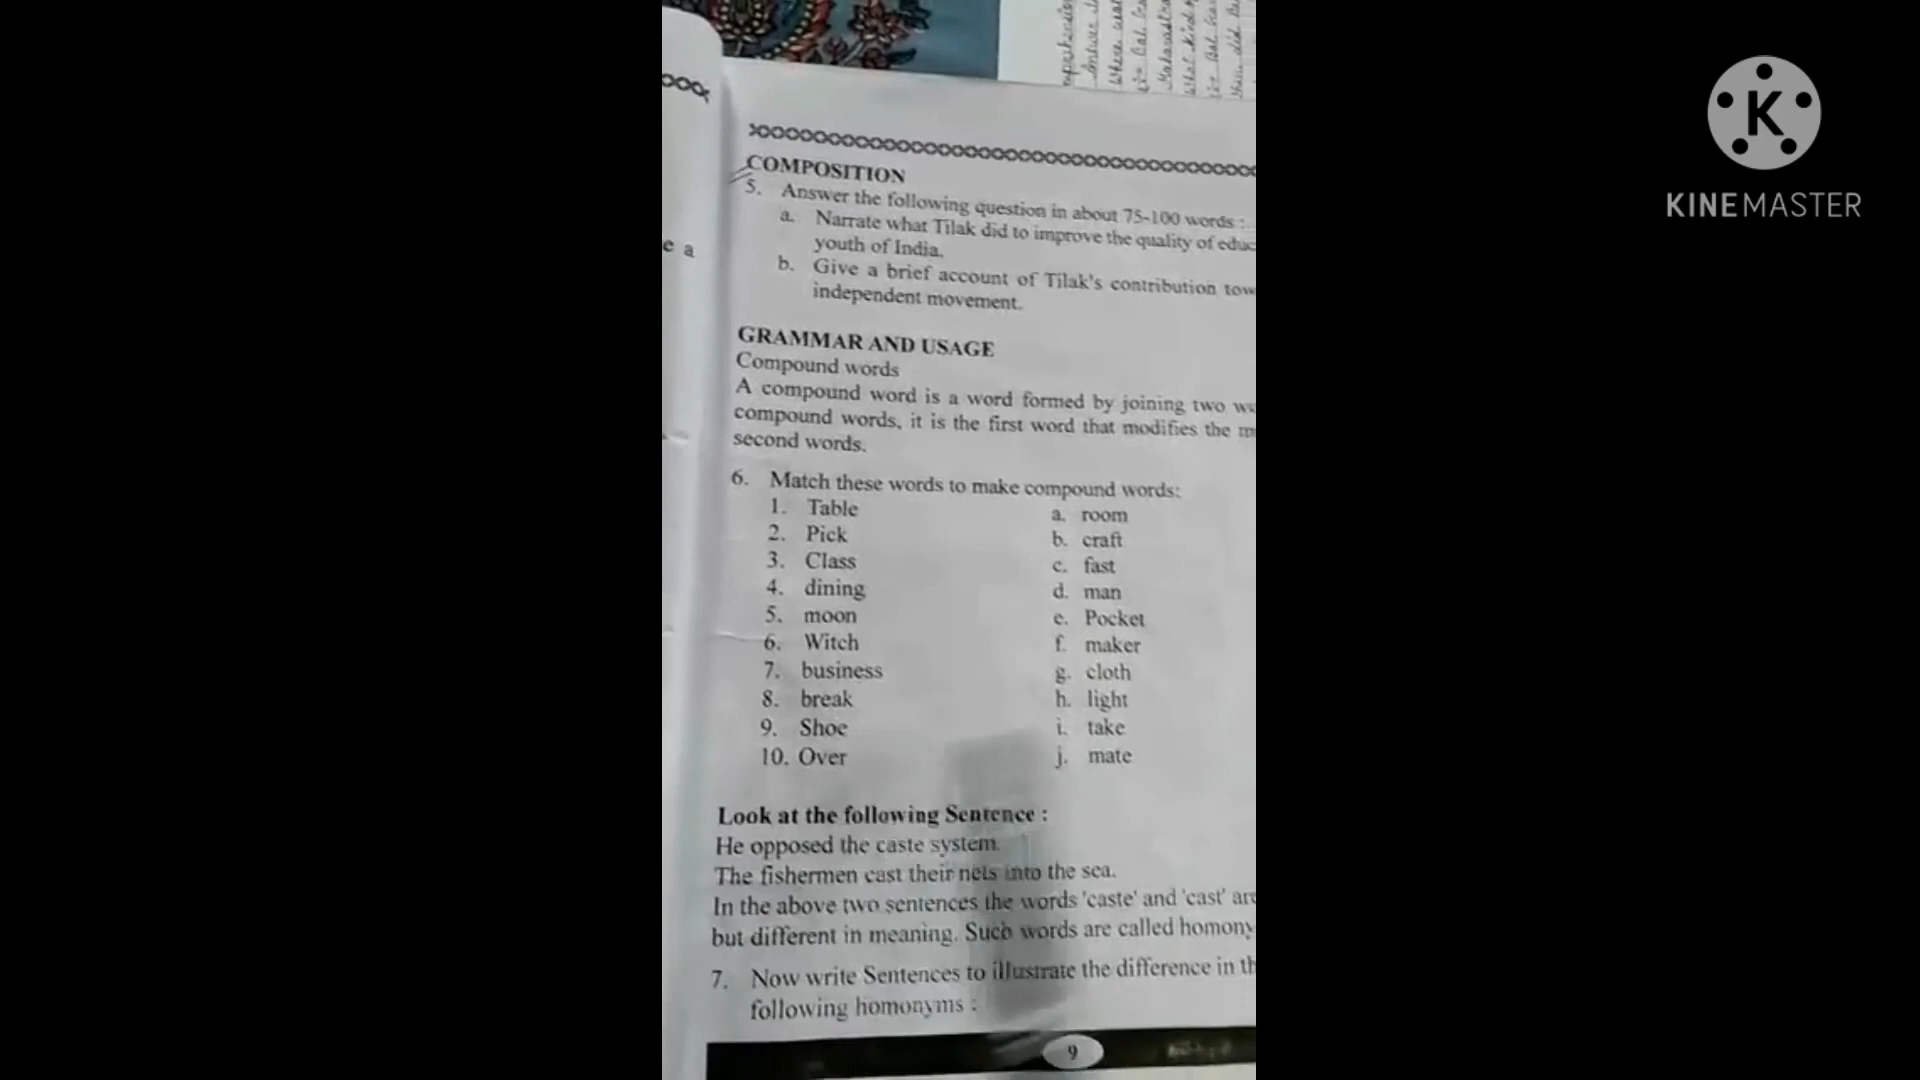 COMPOSITION
5. Answer the following question in about 75-100 words :
a. Narrate what Tilak did to improve the quality of educ
youth of India.
b. Give a brief account of Tilak's contribution tow
independent movement.
GRAMMAR AND USAGE
Compound words
A compound word is a word formed by joining two wo
compound words, it is the first word that modifies the m
second words.
6. Match these words to make compound words:
1. Table a. room
2. Pick b. craft
3. Class c. fast
4. dining d. man
5. moon e. Pocket
6. Witch f. maker
7. business g. cloth
8. break h. light
9. Shoe i. take
10. Over j. mate
Look at the following Sentence :
He opposed the caste system.
The fishermen cast their nets into the sea.
In the above two sentences the words 'caste' and 'cast' are
but different in meaning. Such words are called homony
7. Now write Sentences to illustrate the difference in th
following homonyms :
9
e a
K
KINEMASTER